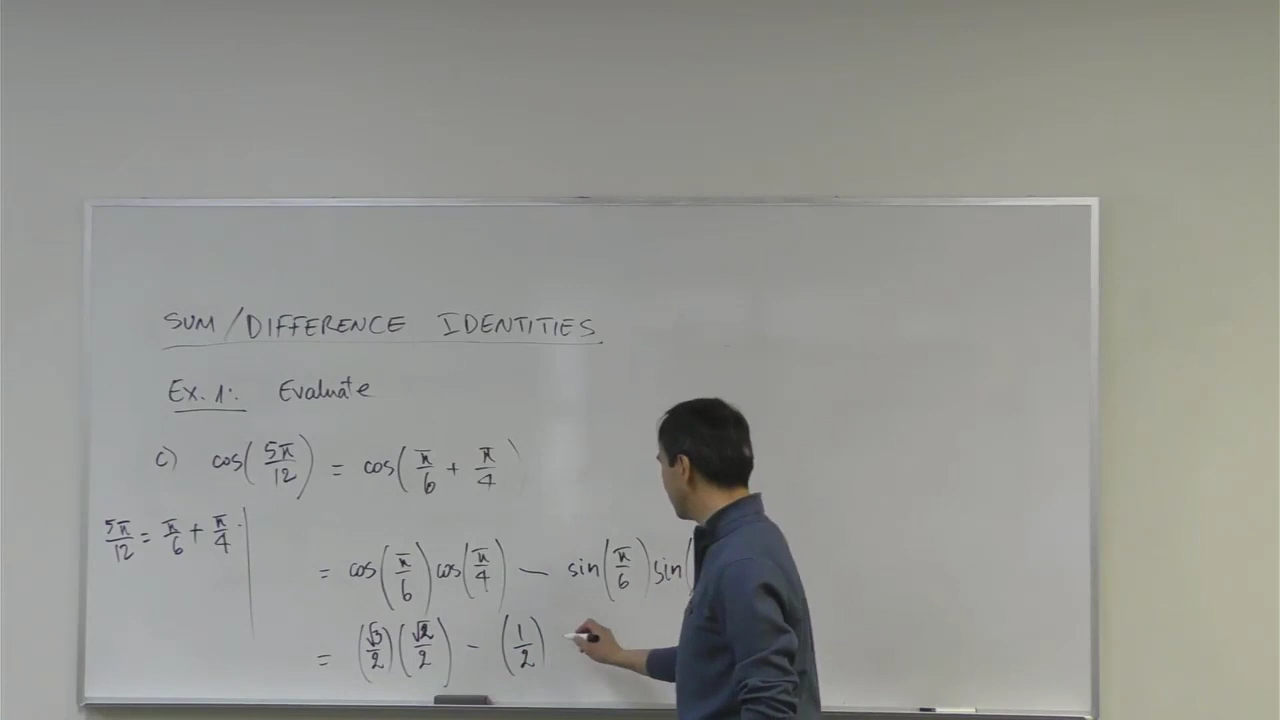 SUM/DIFFERENCE IDENTITIES
Ex. 1: Evaluate
c) cos(5π/12) = cos(π/6 + π/4)
5π/12 = π/6 + π/4.
= cos(π/6)cos(π/4) — sin(π/6)sin(
= (√3/2)(√2/2) - (1/2)